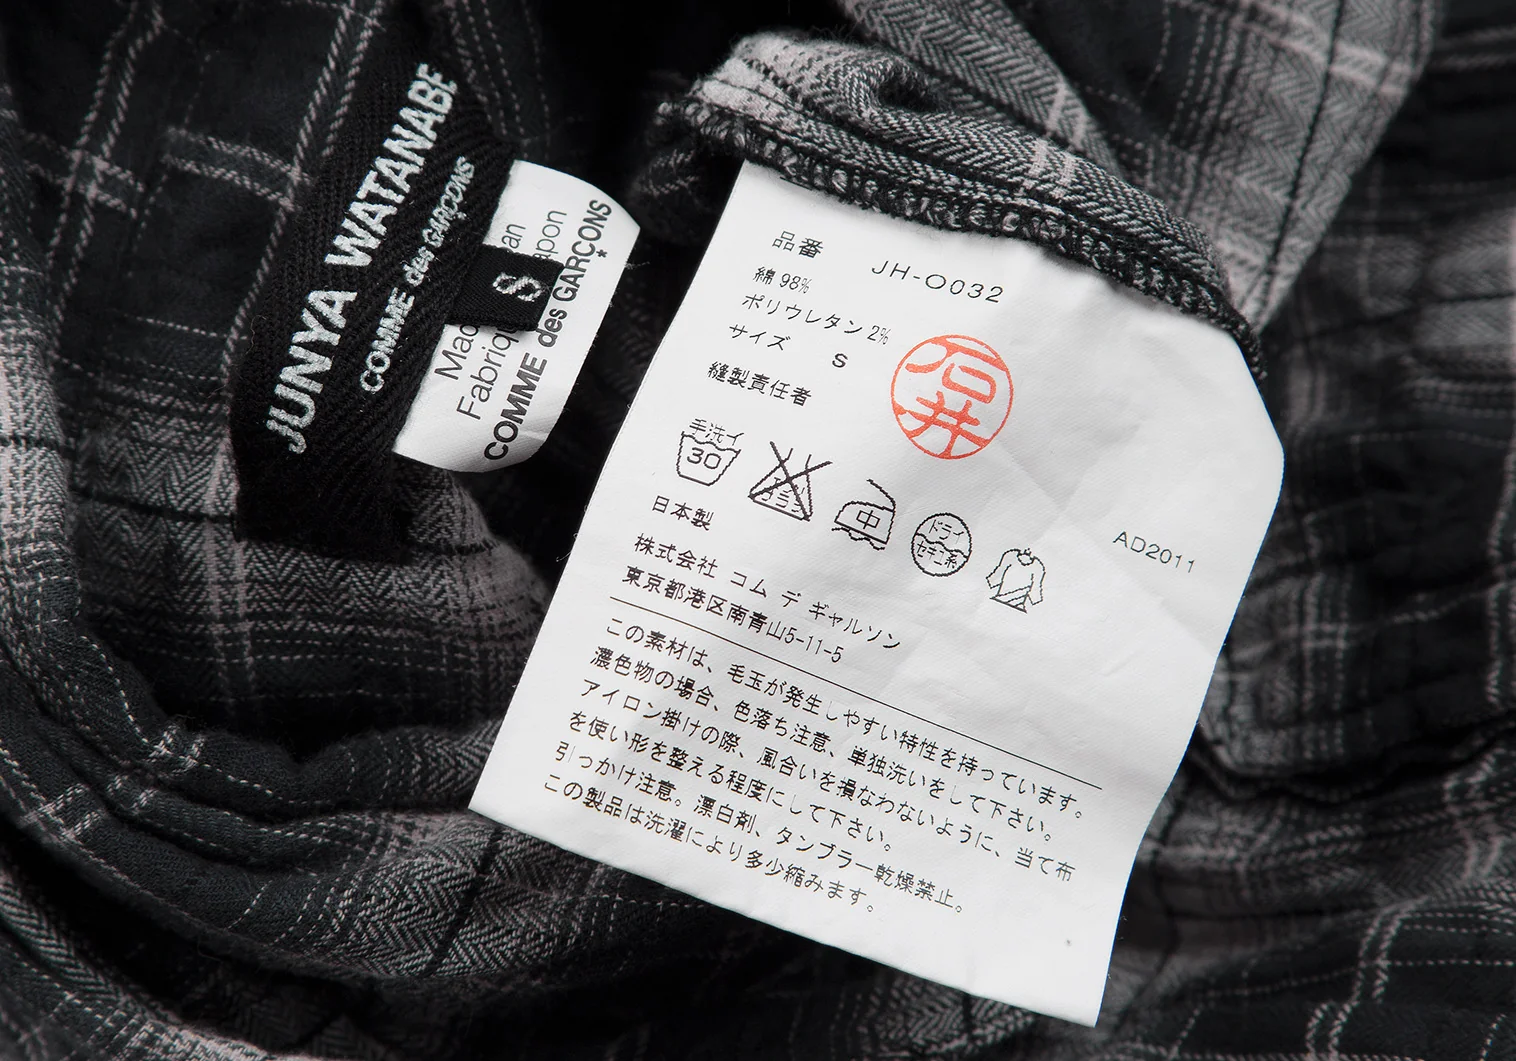 JUNYA WATANABE
COMME des GARÇONS
S
Fabriqu
apon
COMME des GARÇONS
*
品番 JH-O032
綿 98%
ポリウレタン 2%
サイズ S
縫製責任者
石井
手洗イ
30
中
ドライ
セキユ系
AD2011
日本製
株式会社 コム デ ギャルソン
東京都港区南青山5-11-5
この素材は、毛玉が発生しやすい特性を持っています。
濃色物の場合、色落ち注意、単独洗いをして下さい。
アイロン掛けの際、風合いを損なわないように、当て布
を使い形を整える程度にして下さい。
引っかけ注意。漂白剤、タンブラー乾燥禁止。
この製品は洗濯により多少縮みます。